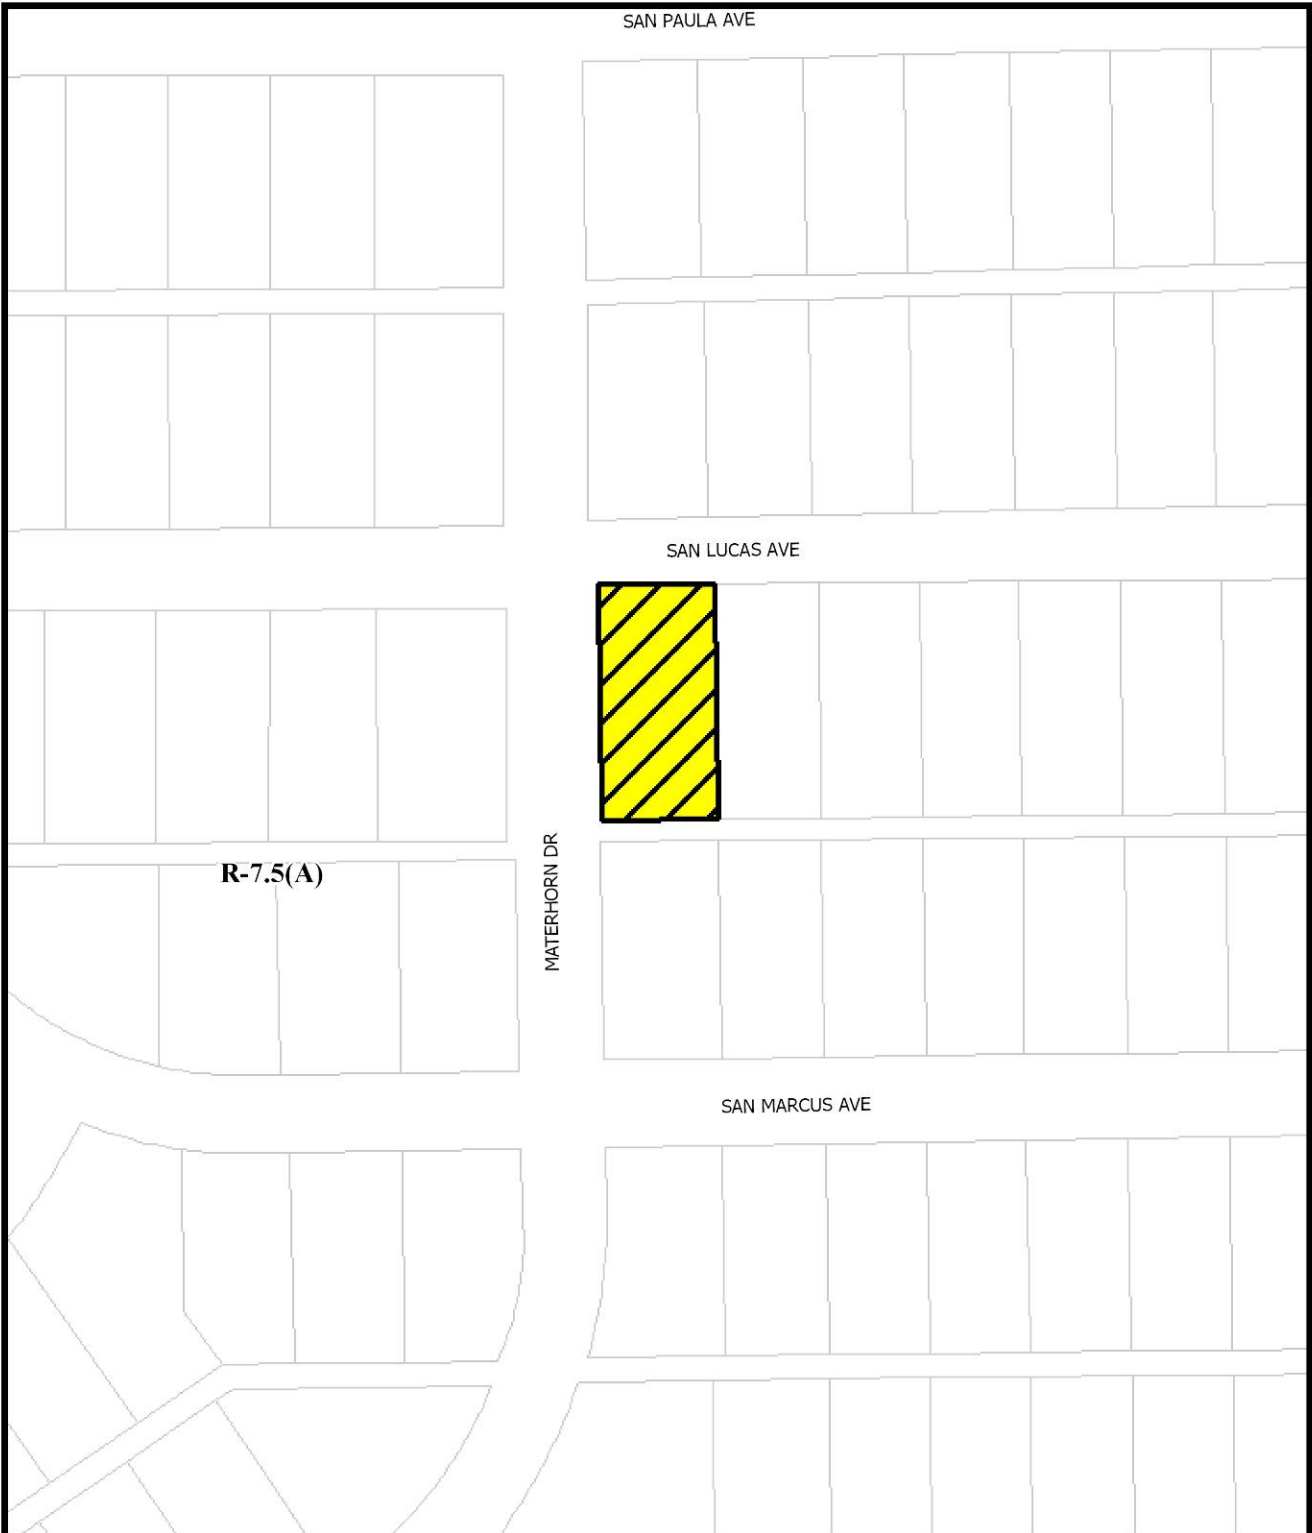 SAN PAULA AVE
SAN LUCAS AVE
R-7.5(A)
MATERHORN DR
SAN MARCUS AVE